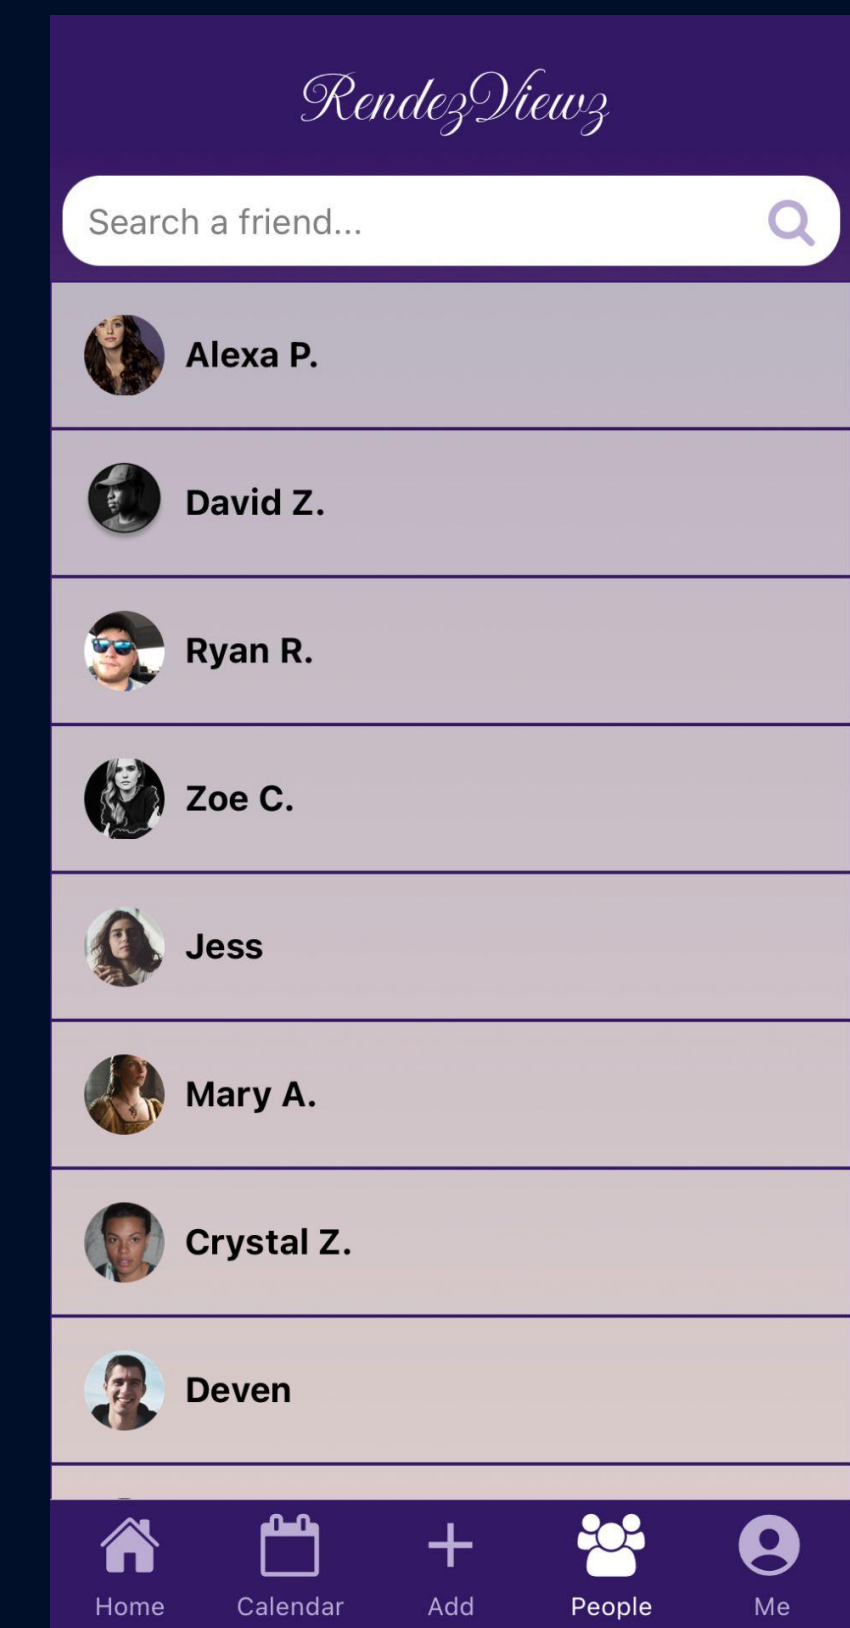 RendezViewz
Search a friend...
Alexa P.
David Z.
Ryan R.
Zoe C.
Jess
Mary A.
Crystal Z.
Deven
Home Calendar Add People Me